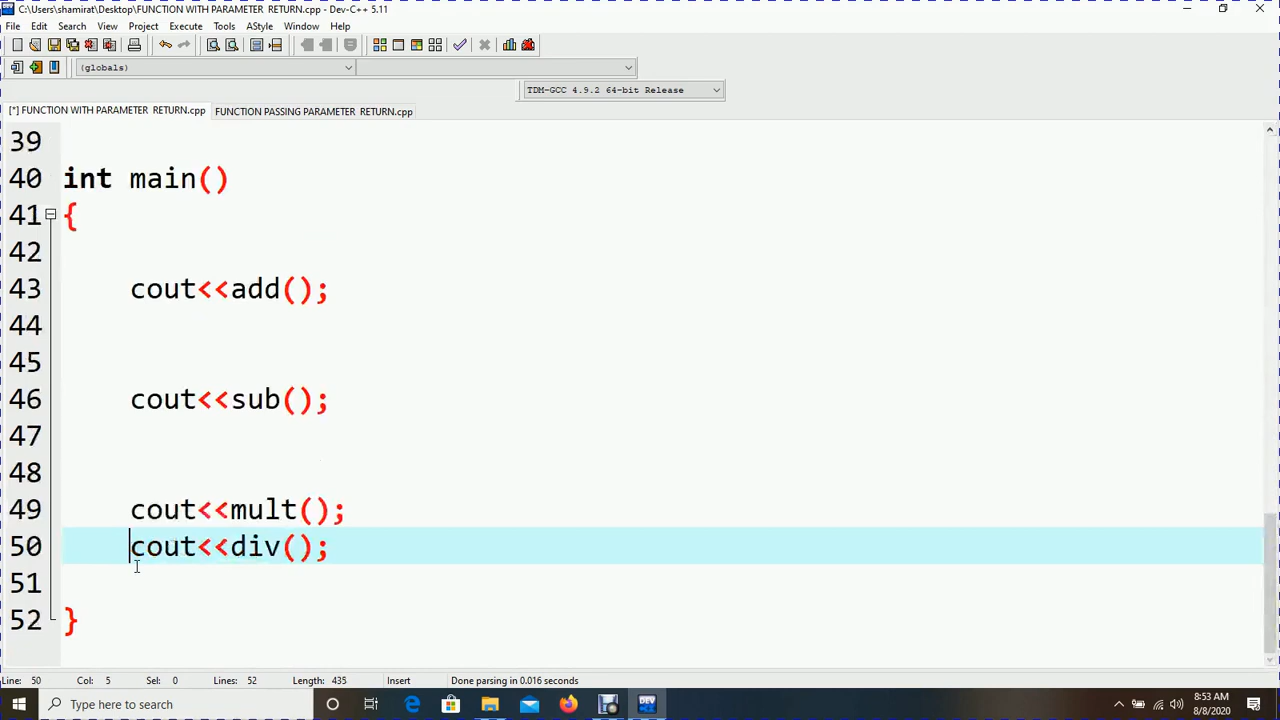 C:\Users\shamirat\Desktop\FUNCTION WITH PARAMETER RETURN.cpp - Dev-C++ 5.11
File Edit Search View Project Execute Tools AStyle Window Help
(globals)
TDM-GCC 4.9.2 64-bit Release
[*] FUNCTION WITH PARAMETER RETURN.cpp FUNCTION PASSING PARAMETER RETURN.cpp
39
40 int main()
41 {
42
43 cout<<add();
44
45
46 cout<<sub();
47
48
49 cout<<mult();
50 cout<<div();
51
52 }
Line: 50 Col: 5 Sel: 0 Lines: 52 Length: 435 Insert Done parsing in 0.016 seconds
Type here to search
DEV
8:53 AM
8/8/2020